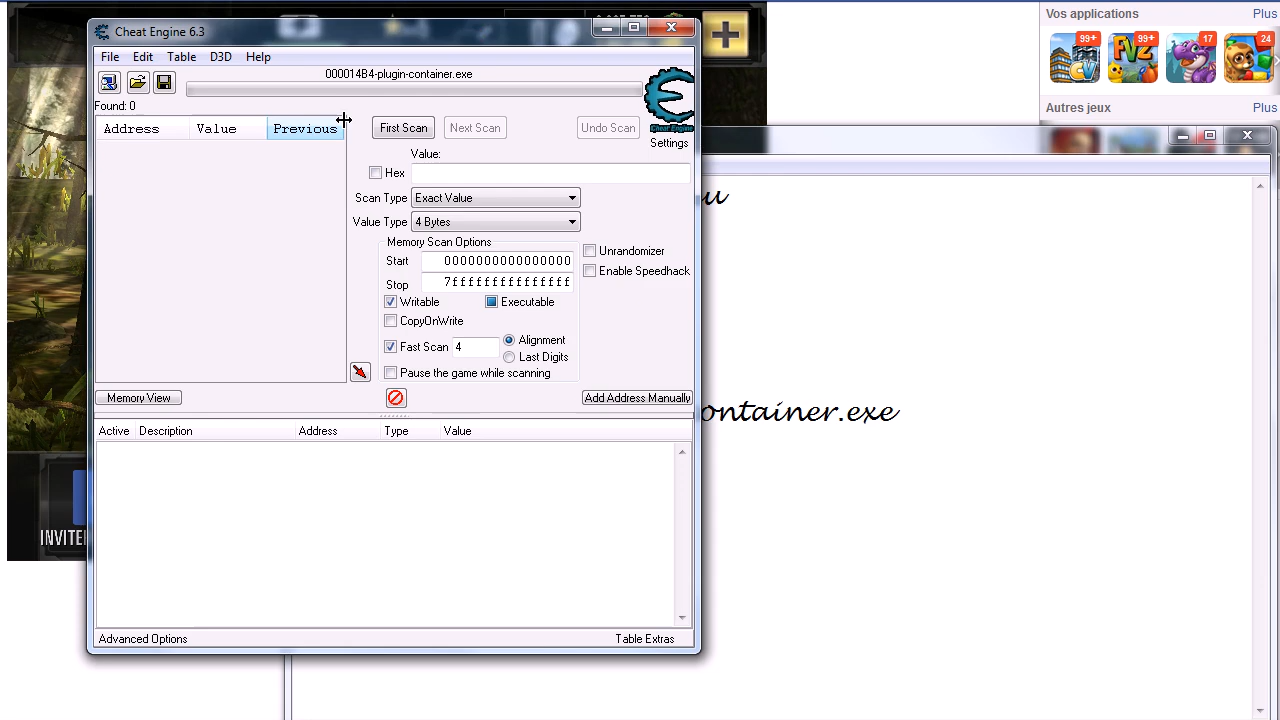 Cheat Engine 6.3
File Edit Table D3D Help
000014B4-plugin-container.exe
Found: 0
Address Value Previous
First Scan Next Scan Undo Scan
Cheat Engine
Settings
Value:
Hex
Scan Type Exact Value
Value Type 4 Bytes
Memory Scan Options
Start 0000000000000000
Stop 7fffffffffffffff
Unrandomizer
Enable Speedhack
Writable Executable
CopyOnWrite
Fast Scan 4 Alignment
Last Digits
Pause the game while scanning
Memory View Add Address Manually
Active Description Address Type Value
Advanced Options Table Extras
Vos applications Plus
99+ 99+ 17 24
Autres jeux Plus
u
ontainer.exe
INVITE